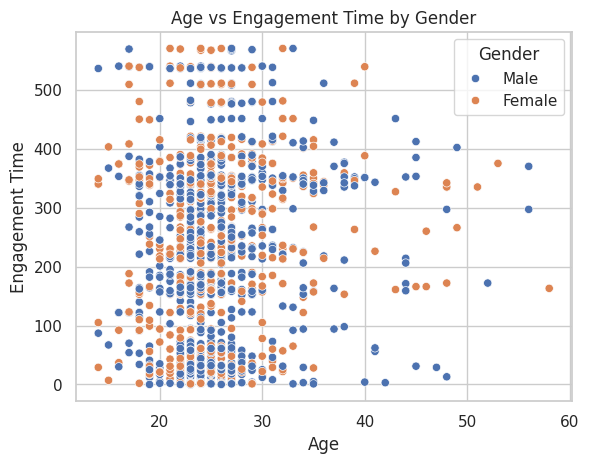 Age vs Engagement Time by Gender
Gender
Male
Female
Engagement Time
500
400
300
200
100
0
20 30 40 50 60
Age